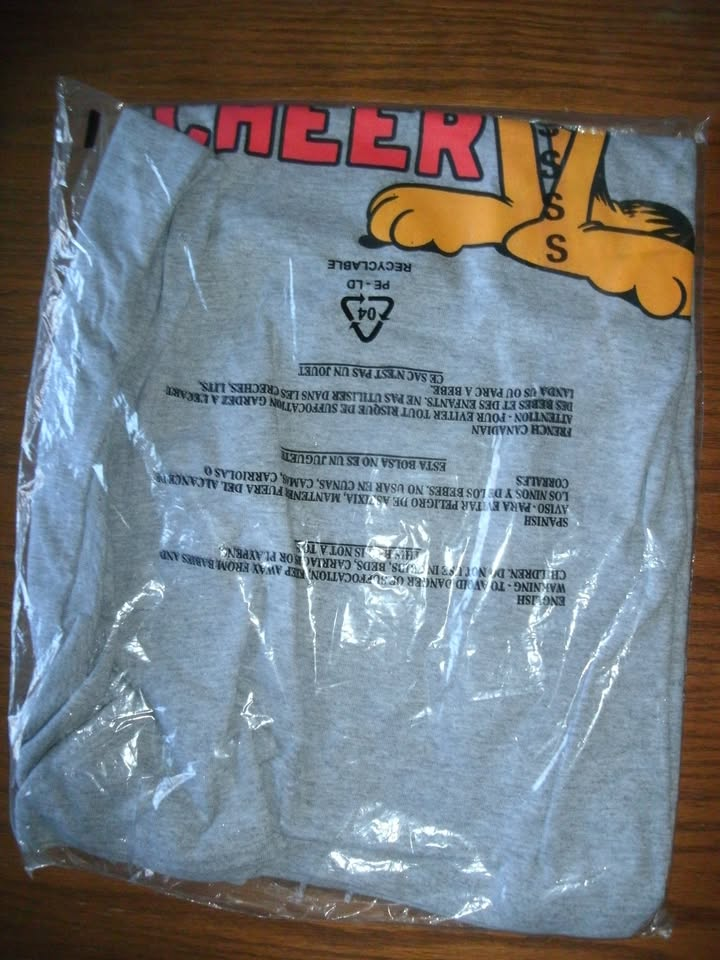 CHEER
S
S
S
S
ENGLISH
WARNING - TO AVOID DANGER OF SUFFOCATION, KEEP AWAY FROM BABIES AND
CHILDREN. DO NOT USE IN CRIBS, BEDS, CARRIAGES OR PLAYPENS.
IS NOT A TOY
SPANISH
AVISO - PARA EVITAR PELIGRO DE ASFIXIA, MANTENER FUERA DEL ALCANCE DE
LOS NINOS Y DE LOS BEBES. NO USAR EN CUNAS, CAMAS, CARRIOLAS O
CORRALES
ESTA BOLSA NO ES UN JUGUETE
FRENCH CANADIAN
ATTENTION - POUR EVITER TOUT RISQUE DE SUFFOCATION GARDEZ A L'ECART
DES BEBES ET DES ENFANTS. NE PAS UTILISER DANS LES CRECHES, LITS,
LANDAUS OU PARC A BEBE.
CE SAC N'EST PAS UN JOUET
04
PE - LD
RECYCLABLE